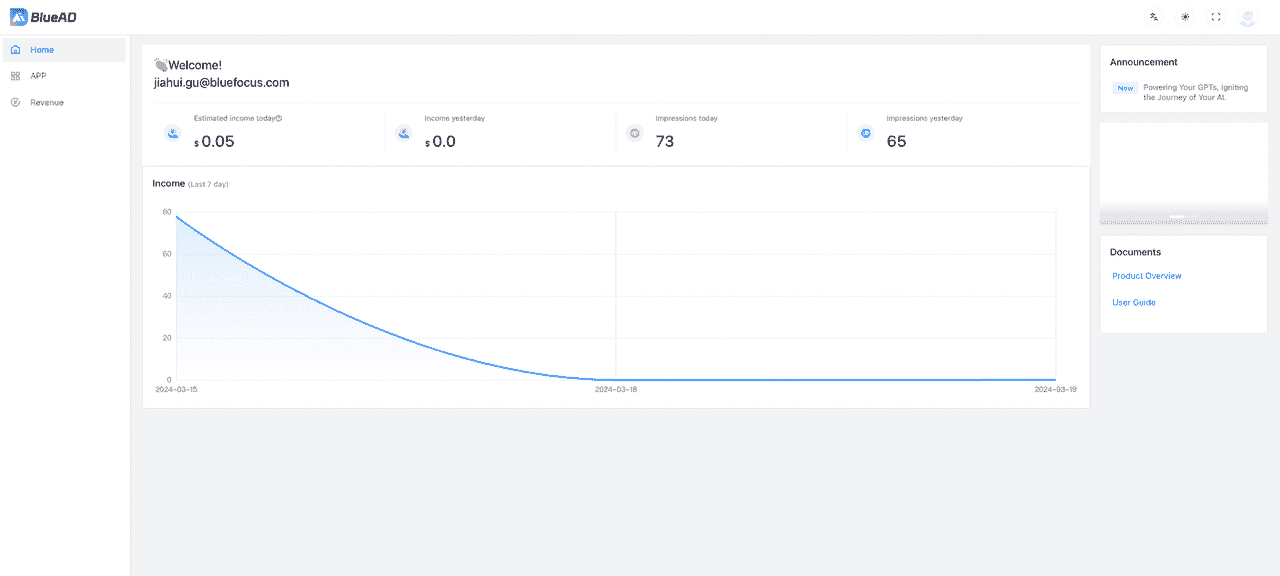 BlueAD
Home
APP
Revenue
👏Welcome!
jiahui.gu@bluefocus.com
Estimated income today
$ 0.05
Income yesterday
$ 0.0
Impressions today
73
Impressions yesterday
65
Income (Last 7 day)
60
60
40
20
0
2024-03-15
2024-03-18
2024-03-19
Announcement
New
Powering Your GPTs, Igniting
the Journey of Your AI.
Documents
Product Overview
User Guide